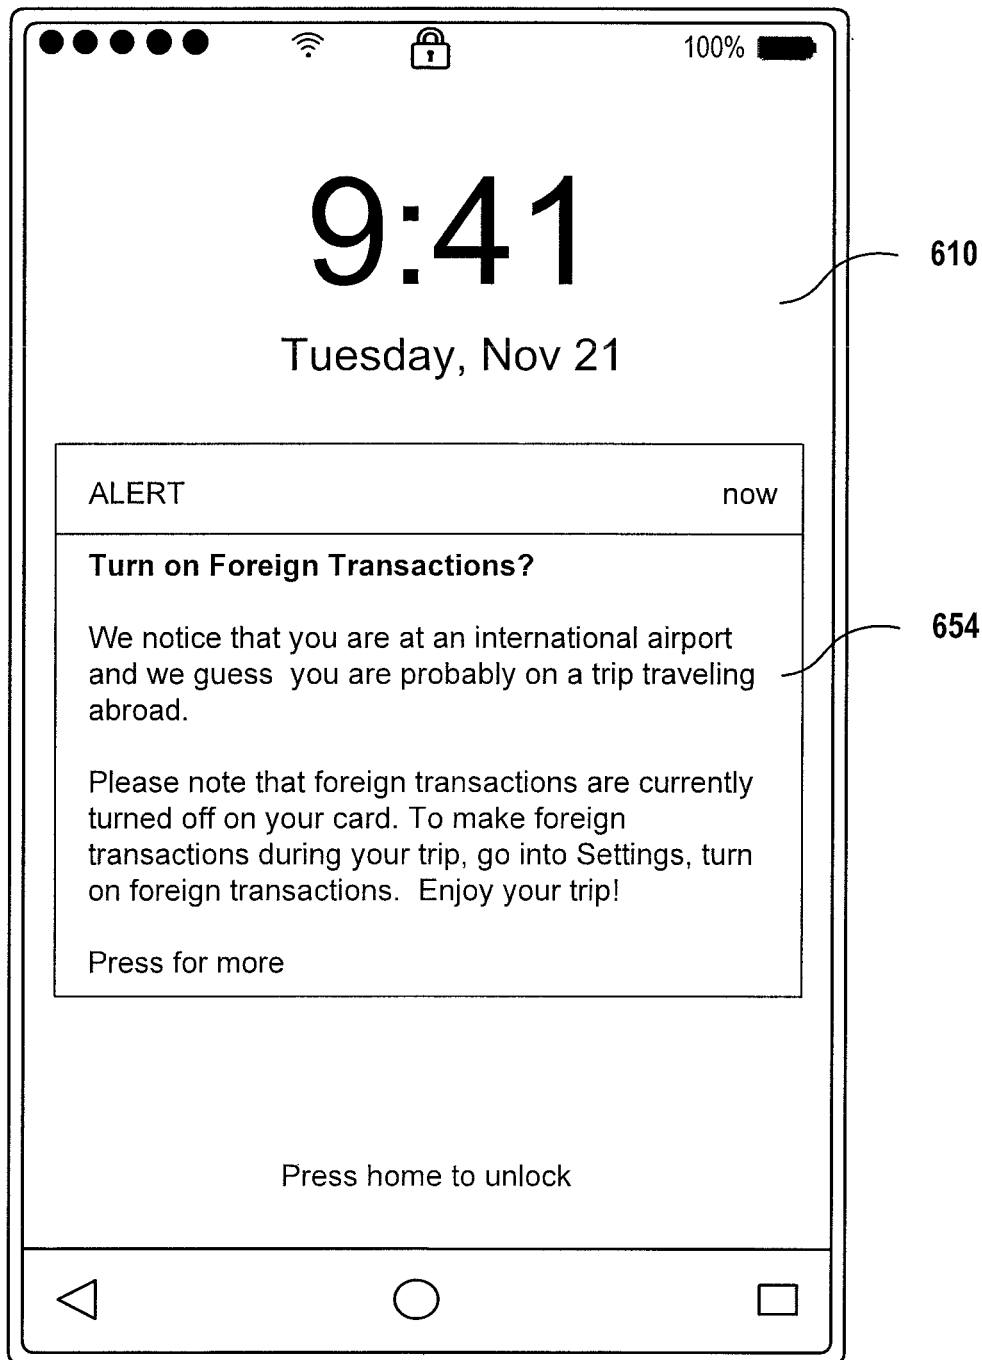 100%
9:41
610
Tuesday, Nov 21
ALERT now
Turn on Foreign Transactions?
We notice that you are at an international airport
654
and we guess  you are probably on a trip traveling
abroad.
Please note that foreign transactions are currently
turned off on your card. To make foreign
transactions during your trip, go into Settings, turn
on foreign transactions.  Enjoy your trip!
Press for more
Press home to unlock